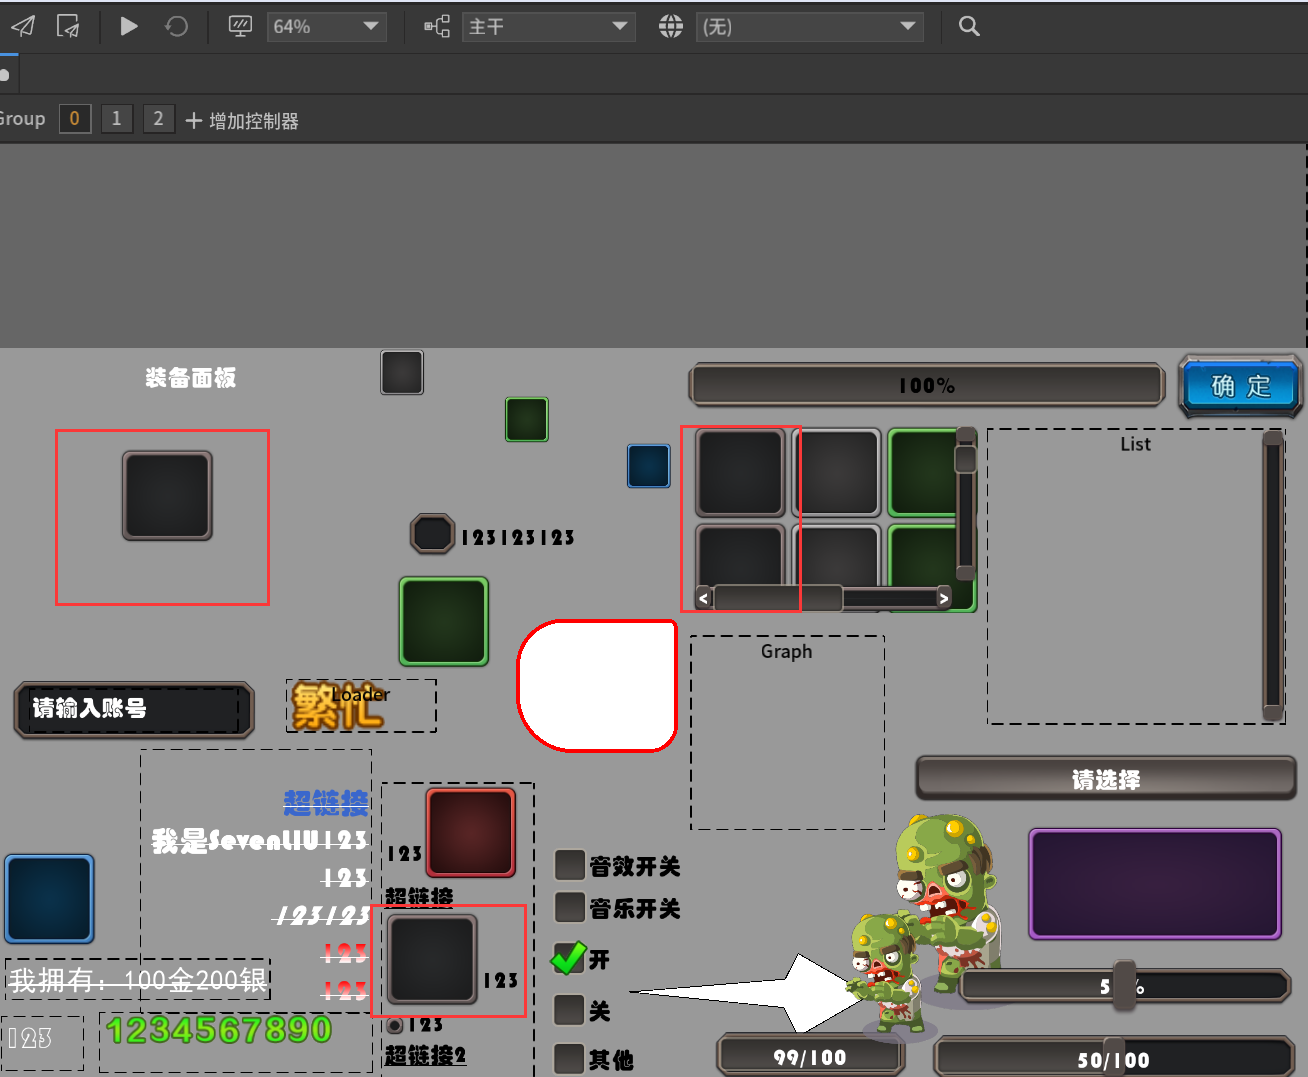 64%
主干
(无)
Group 0 1 2 增加控制器
装备面板
100%
确 定
List
123123123
< >
Graph
请输入账号
繁忙
Loader
请选择
超链接
我是SevenLIU123
123
123
音效开关
123123
超链接
音乐开关
123
123
开
我拥有：100金200银
123
5 %
关
123
1234567890
123
超链接2
其他
99/100
50/100